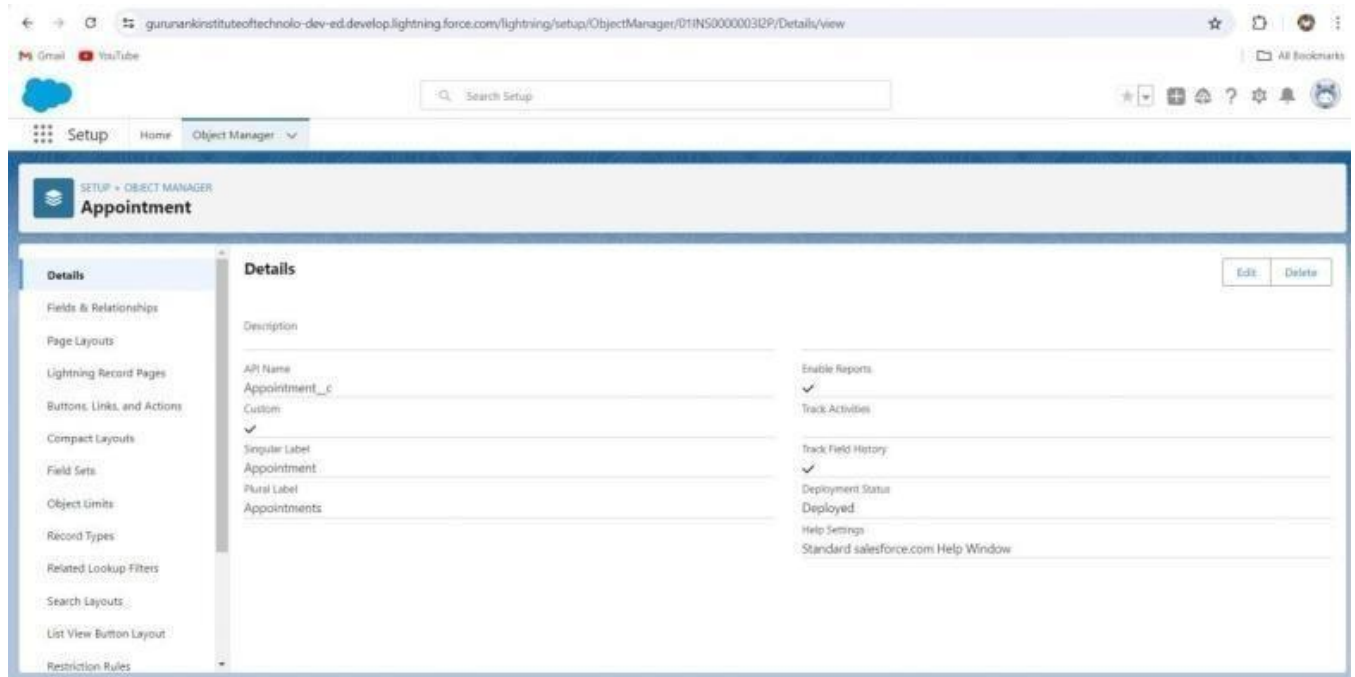 gurunankinstituteoftechnolo-dev-ed.develop.lightning.force.com/lightning/setup/ObjectManager/01INS0000003I2P/Details/view
Gmail YouTube All Bookmarks
Search Setup
Setup Home Object Manager
SETUP > OBJECT MANAGER
Appointment
Details
Fields & Relationships
Page Layouts
Lightning Record Pages
Buttons, Links, and Actions
Compact Layouts
Field Sets
Object Limits
Record Types
Related Lookup Filters
Search Layouts
List View Button Layout
Restriction Rules
Details
Edit Delete
Description
API Name
Appointment__c
Custom
Singular Label
Appointment
Plural Label
Appointments
Enable Reports
Track Activities
Track Field History
Deployment Status
Deployed
Help Settings
Standard salesforce.com Help Window